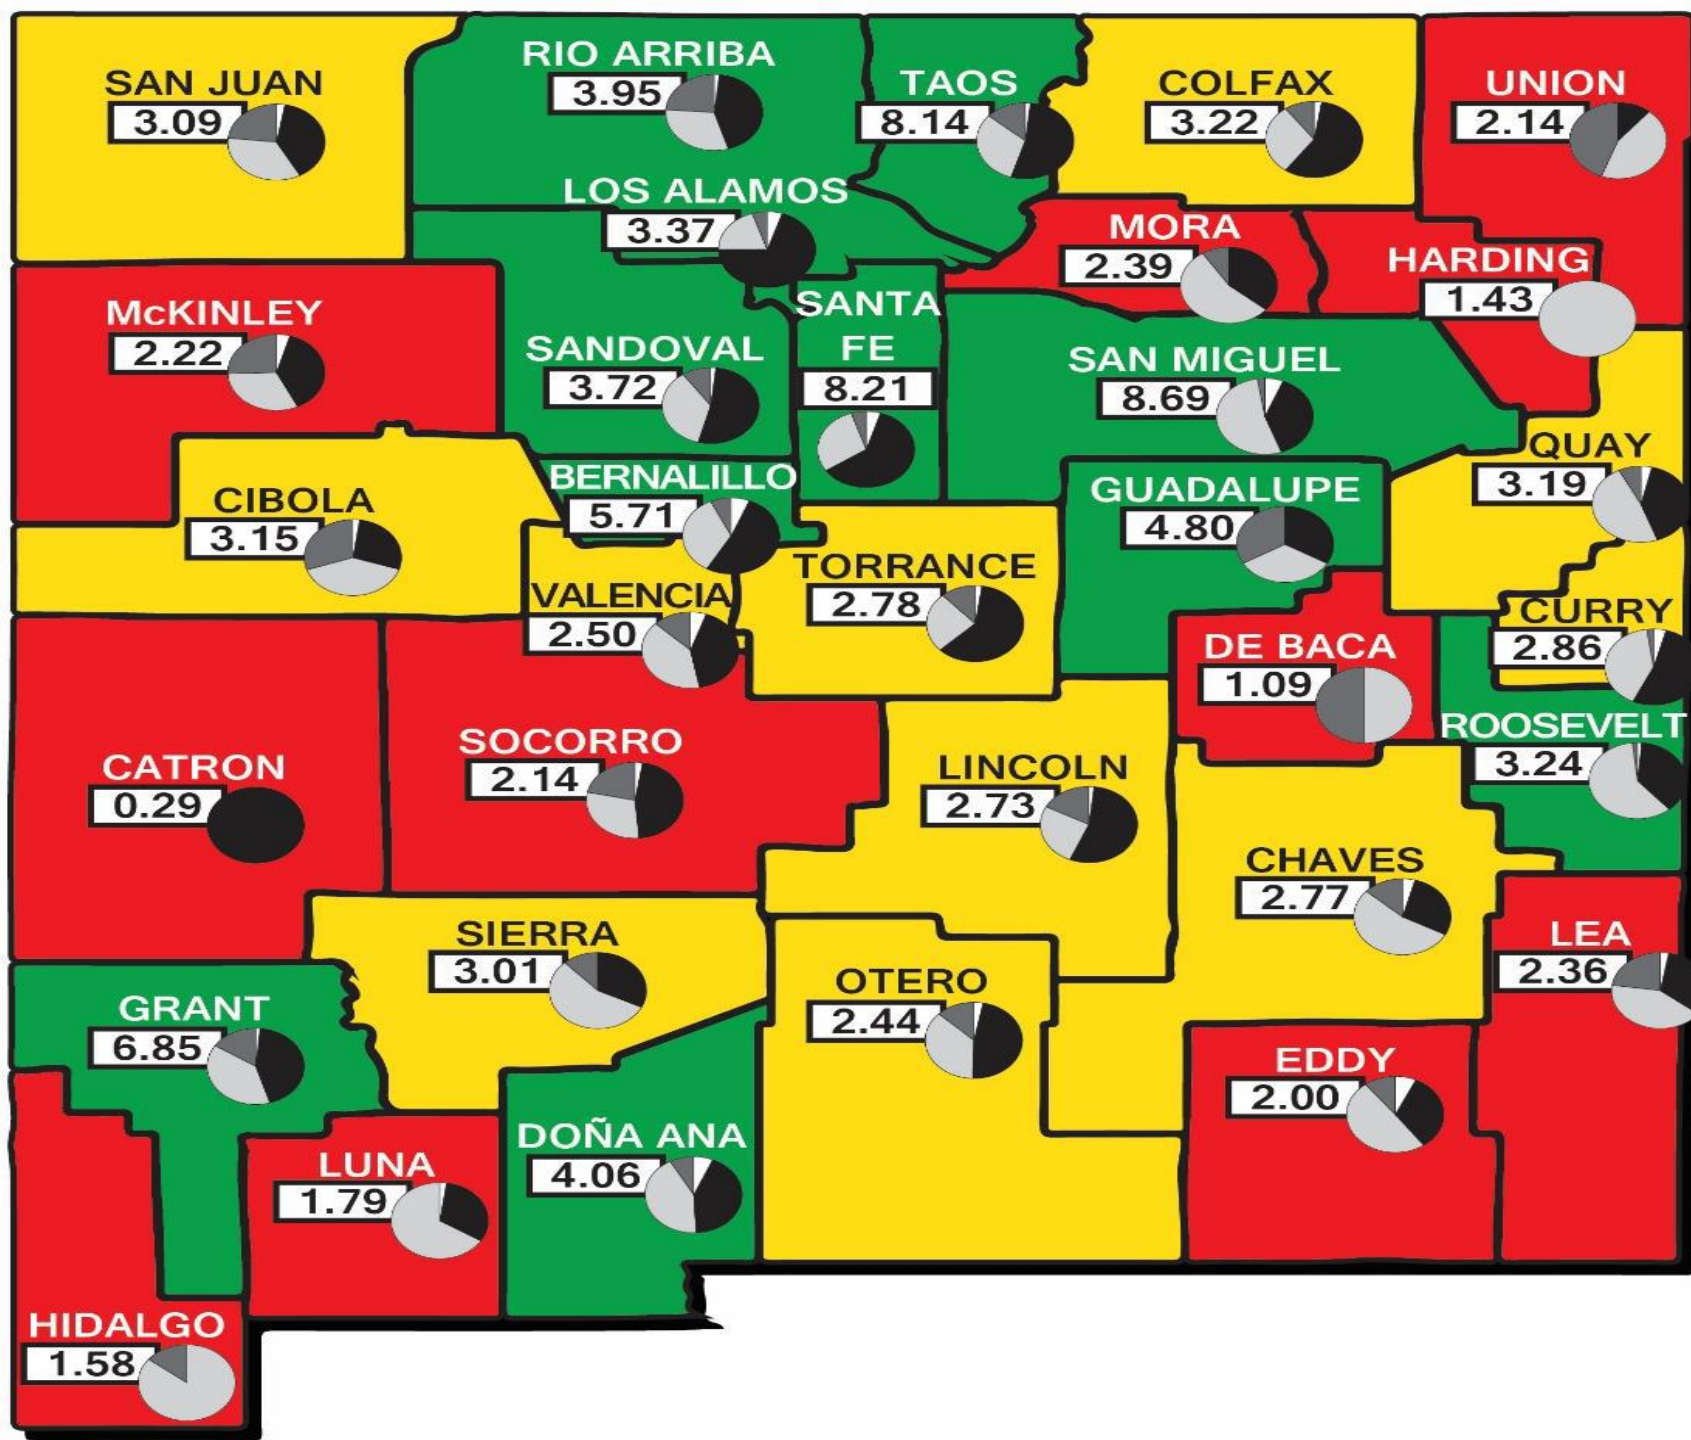 SAN JUAN
3.09
RIO ARRIBA
3.95
TAOS
8.14
COLFAX
3.22
UNION
2.14
LOS ALAMOS
3.37
MORA
2.39
HARDING
1.43
McKINLEY
2.22
SANDOVAL
3.72
SANTA
FE
8.21
SAN MIGUEL
8.69
QUAY
3.19
CIBOLA
3.15
BERNALILLO
5.71
GUADALUPE
4.80
VALENCIA
2.50
TORRANCE
2.78
CURRY
2.86
DE BACA
1.09
ROOSEVELT
3.24
CATRON
0.29
SOCORRO
2.14
LINCOLN
2.73
CHAVES
2.77
LEA
2.36
SIERRA
3.01
OTERO
2.44
GRANT
6.85
EDDY
2.00
LUNA
1.79
DOÑA ANA
4.06
HIDALGO
1.58